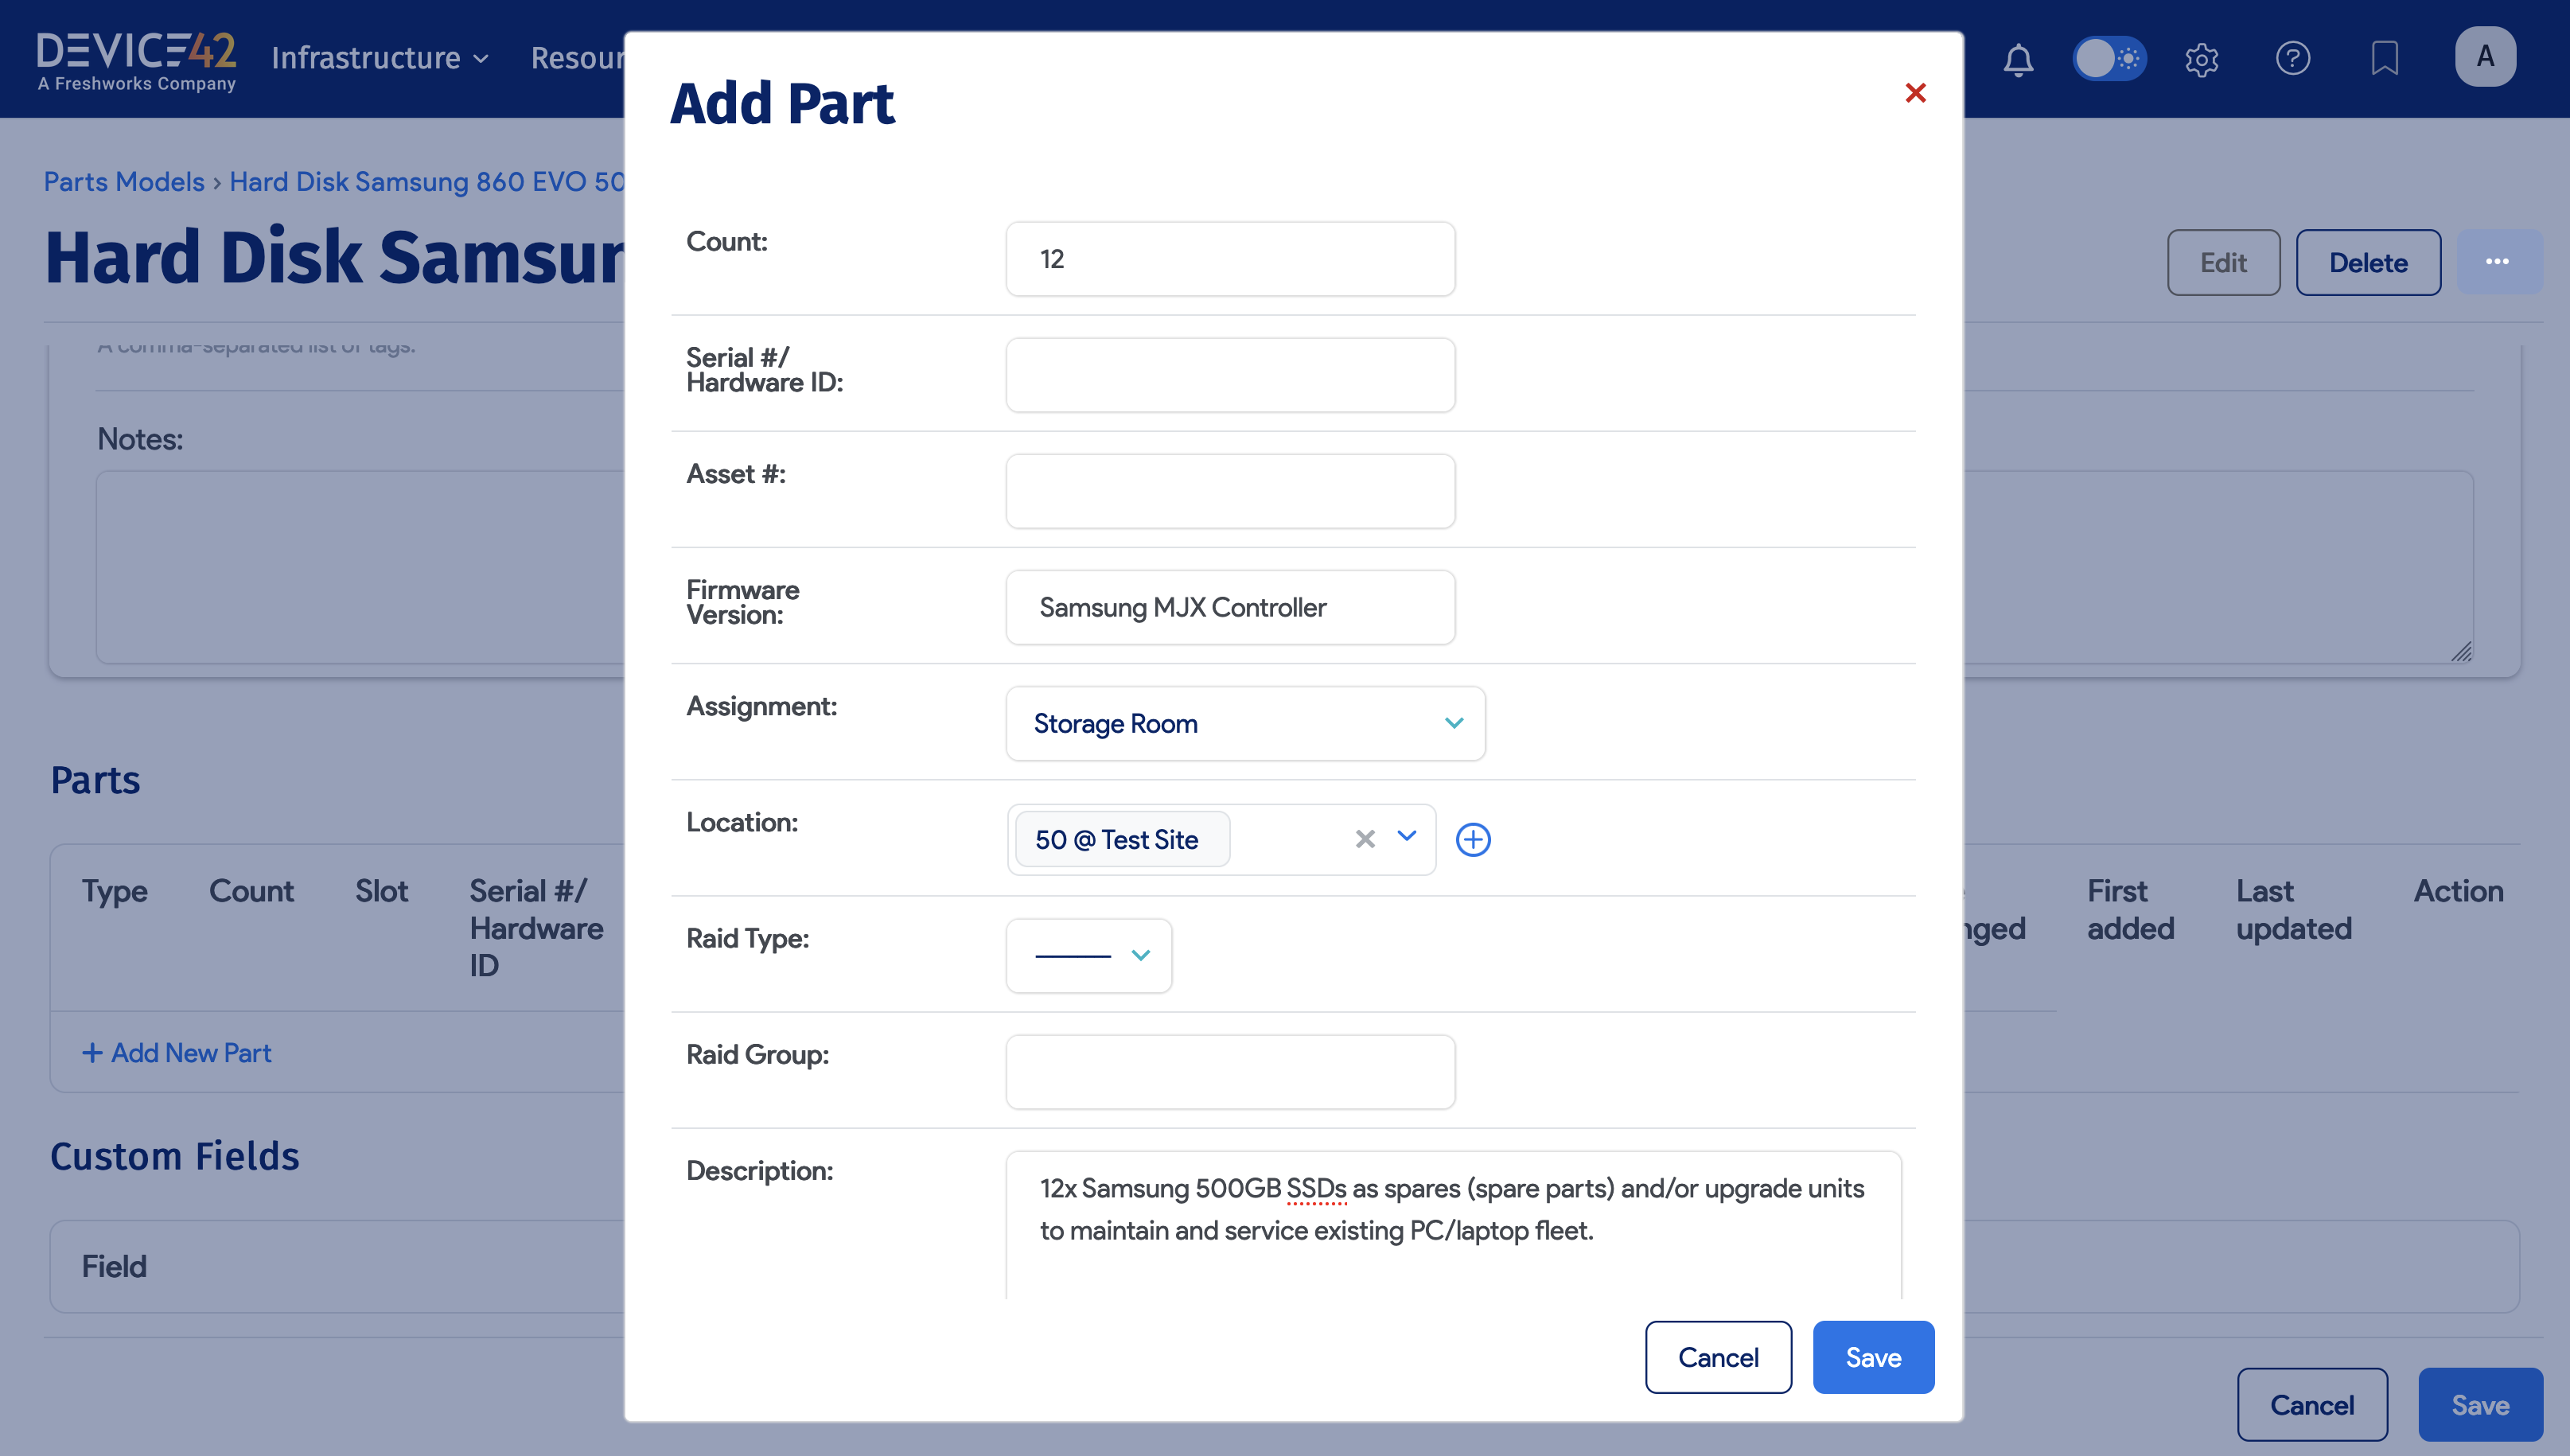 DEVICE42
A Freshworks Company
Infrastructure
A
Parts Models › Hard Disk Samsung 860 EVO
Hard Disk
Edit
Delete
...
A comma-separated list of tags.
Notes:
Parts
Type
Count
Slot
Serial #/
Hardware
ID
First
added
Last
updated
Action
+ Add New Part
Custom Fields
Field
Cancel
Save
Add Part
Count:
12
Serial #/
Hardware ID:
Asset #:
Firmware
Version:
Samsung MJX Controller
Assignment:
Storage Room
Location:
50 @ Test Site
Raid Type:
Raid Group:
Description:
12x Samsung 500GB SSDs as spares (spare parts) and/or upgrade units
to maintain and service existing PC/laptop fleet.
Cancel
Save